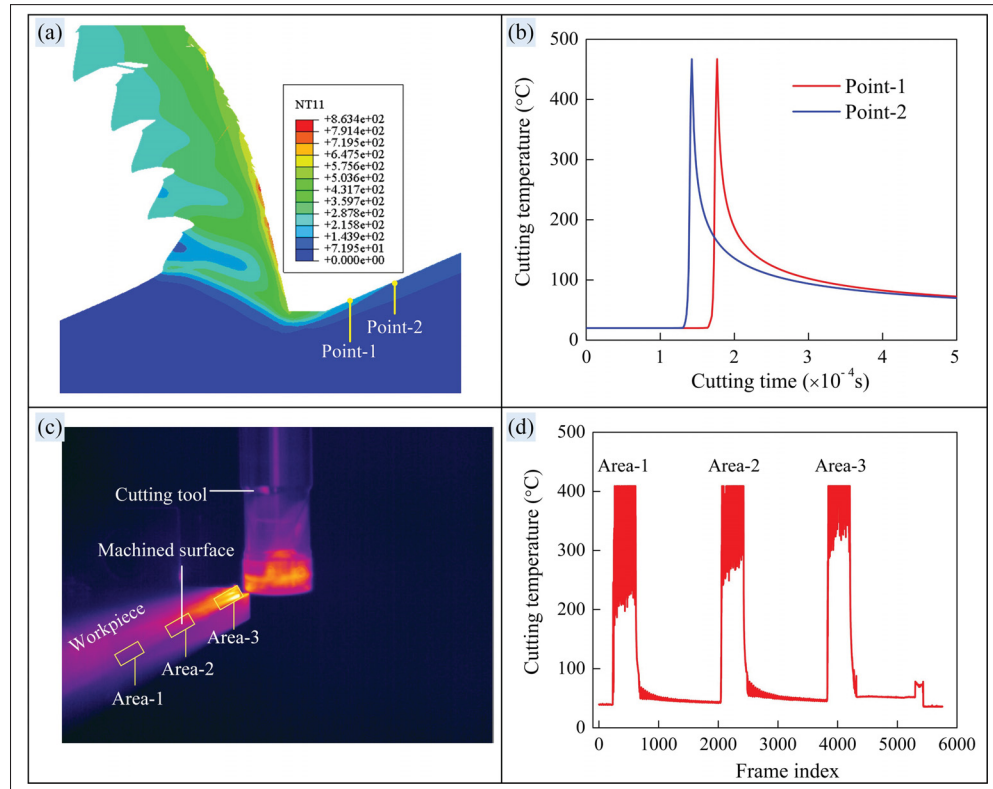 (a)
NT11
+8.634e+02
+7.914e+02
+7.195e+02
+6.475e+02
+5.756e+02
+5.036e+02
+4.317e+02
+3.597e+02
+2.878e+02
+2.158e+02
+1.439e+02
+7.195e+01
+0.000e+00
Point-1
Point-2
(b)
Cutting temperature (°C)
500
400
300
200
100
0
Point-1
Point-2
0 1 2 4 5
Cutting time (×10⁻⁴s)
(c)
Cutting tool
Machined surface
Workpiece
Area-3
Area-2
Area-1
(d)
Cutting temperature (°C)
500
400
300
200
100
0
Area-1 Area-2 Area-3
0 1000 2000 3000 4000 5000 6000
Frame index